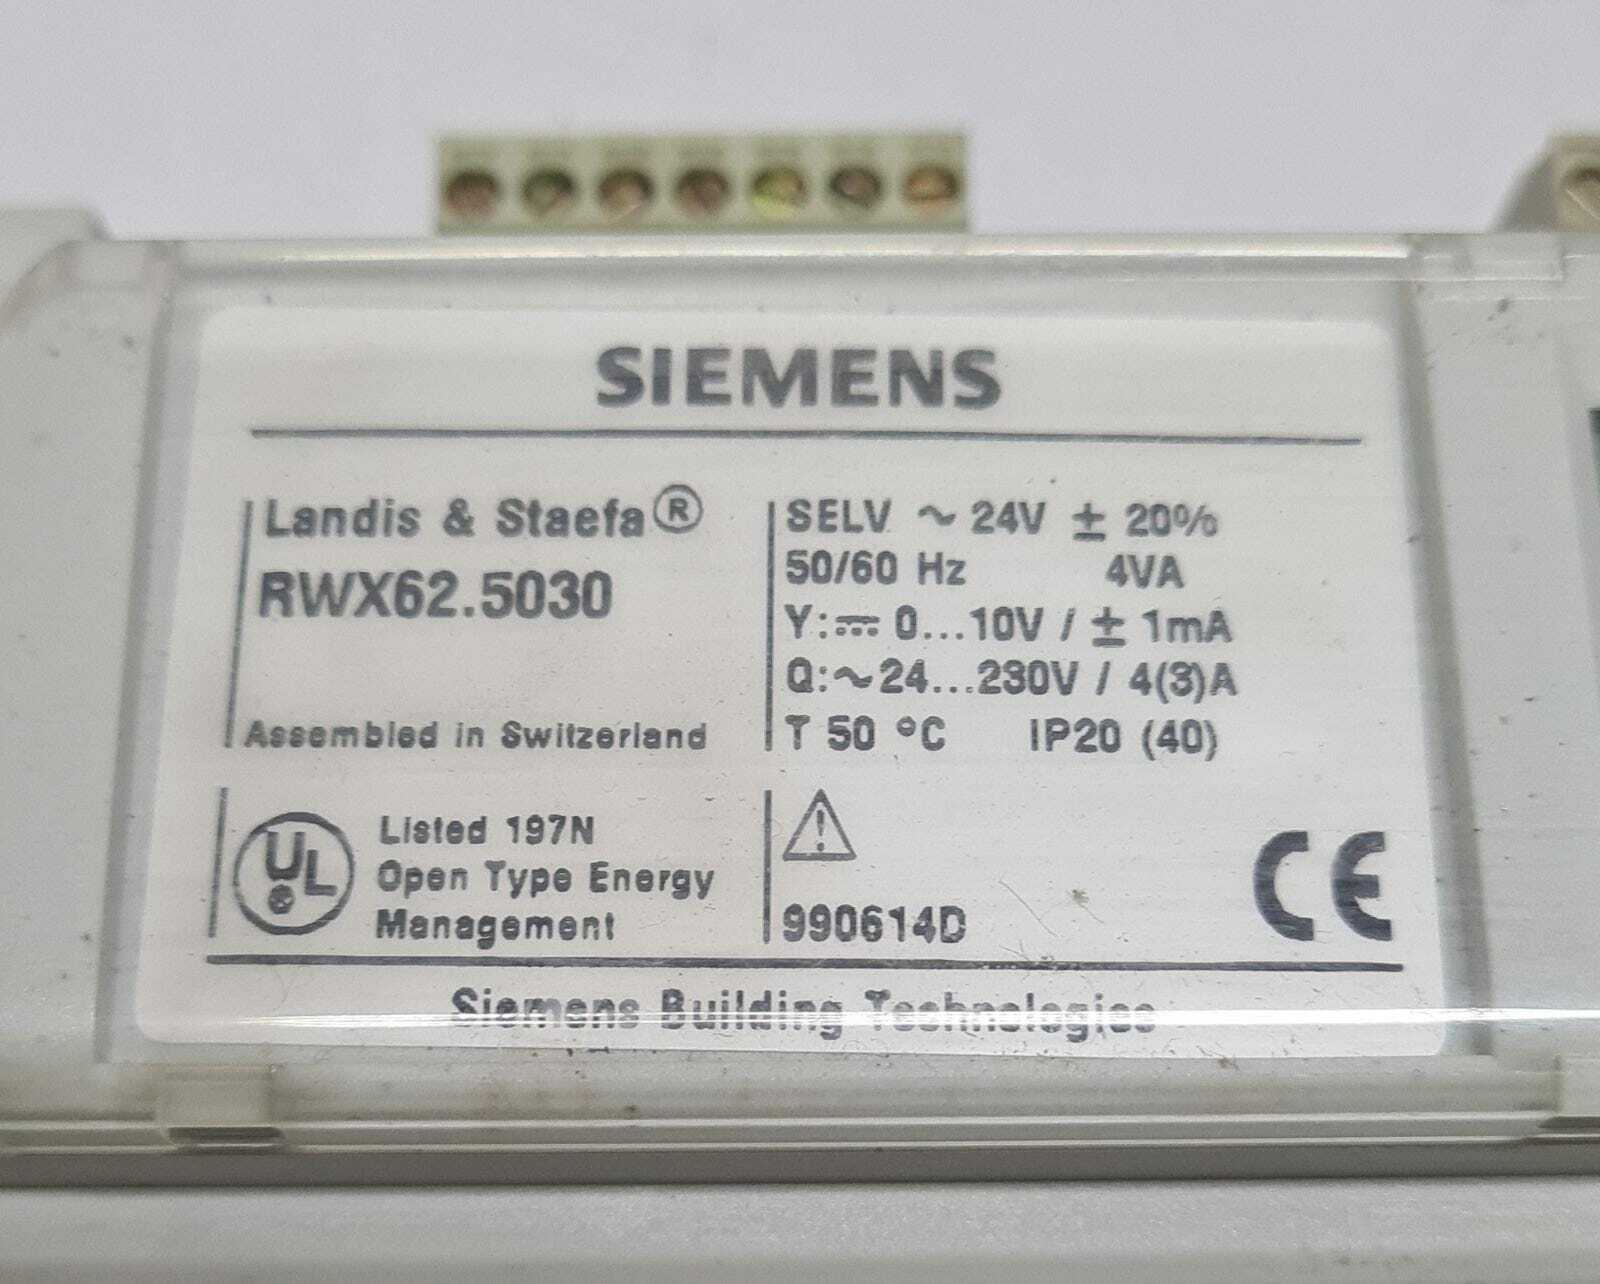 SIEMENS
Landis & Staefa®
RWX62.5030
Assembled in Switzerland
SELV ~ 24V ± 20%
50/60 Hz 4VA
Y: ⎓ 0...10V / ± 1mA
Q: ~ 24...230V / 4(3)A
T 50 °C IP20 (40)
UL®
Listed 197N
Open Type Energy
Management
990614D
CE
Siemens Building Technologies